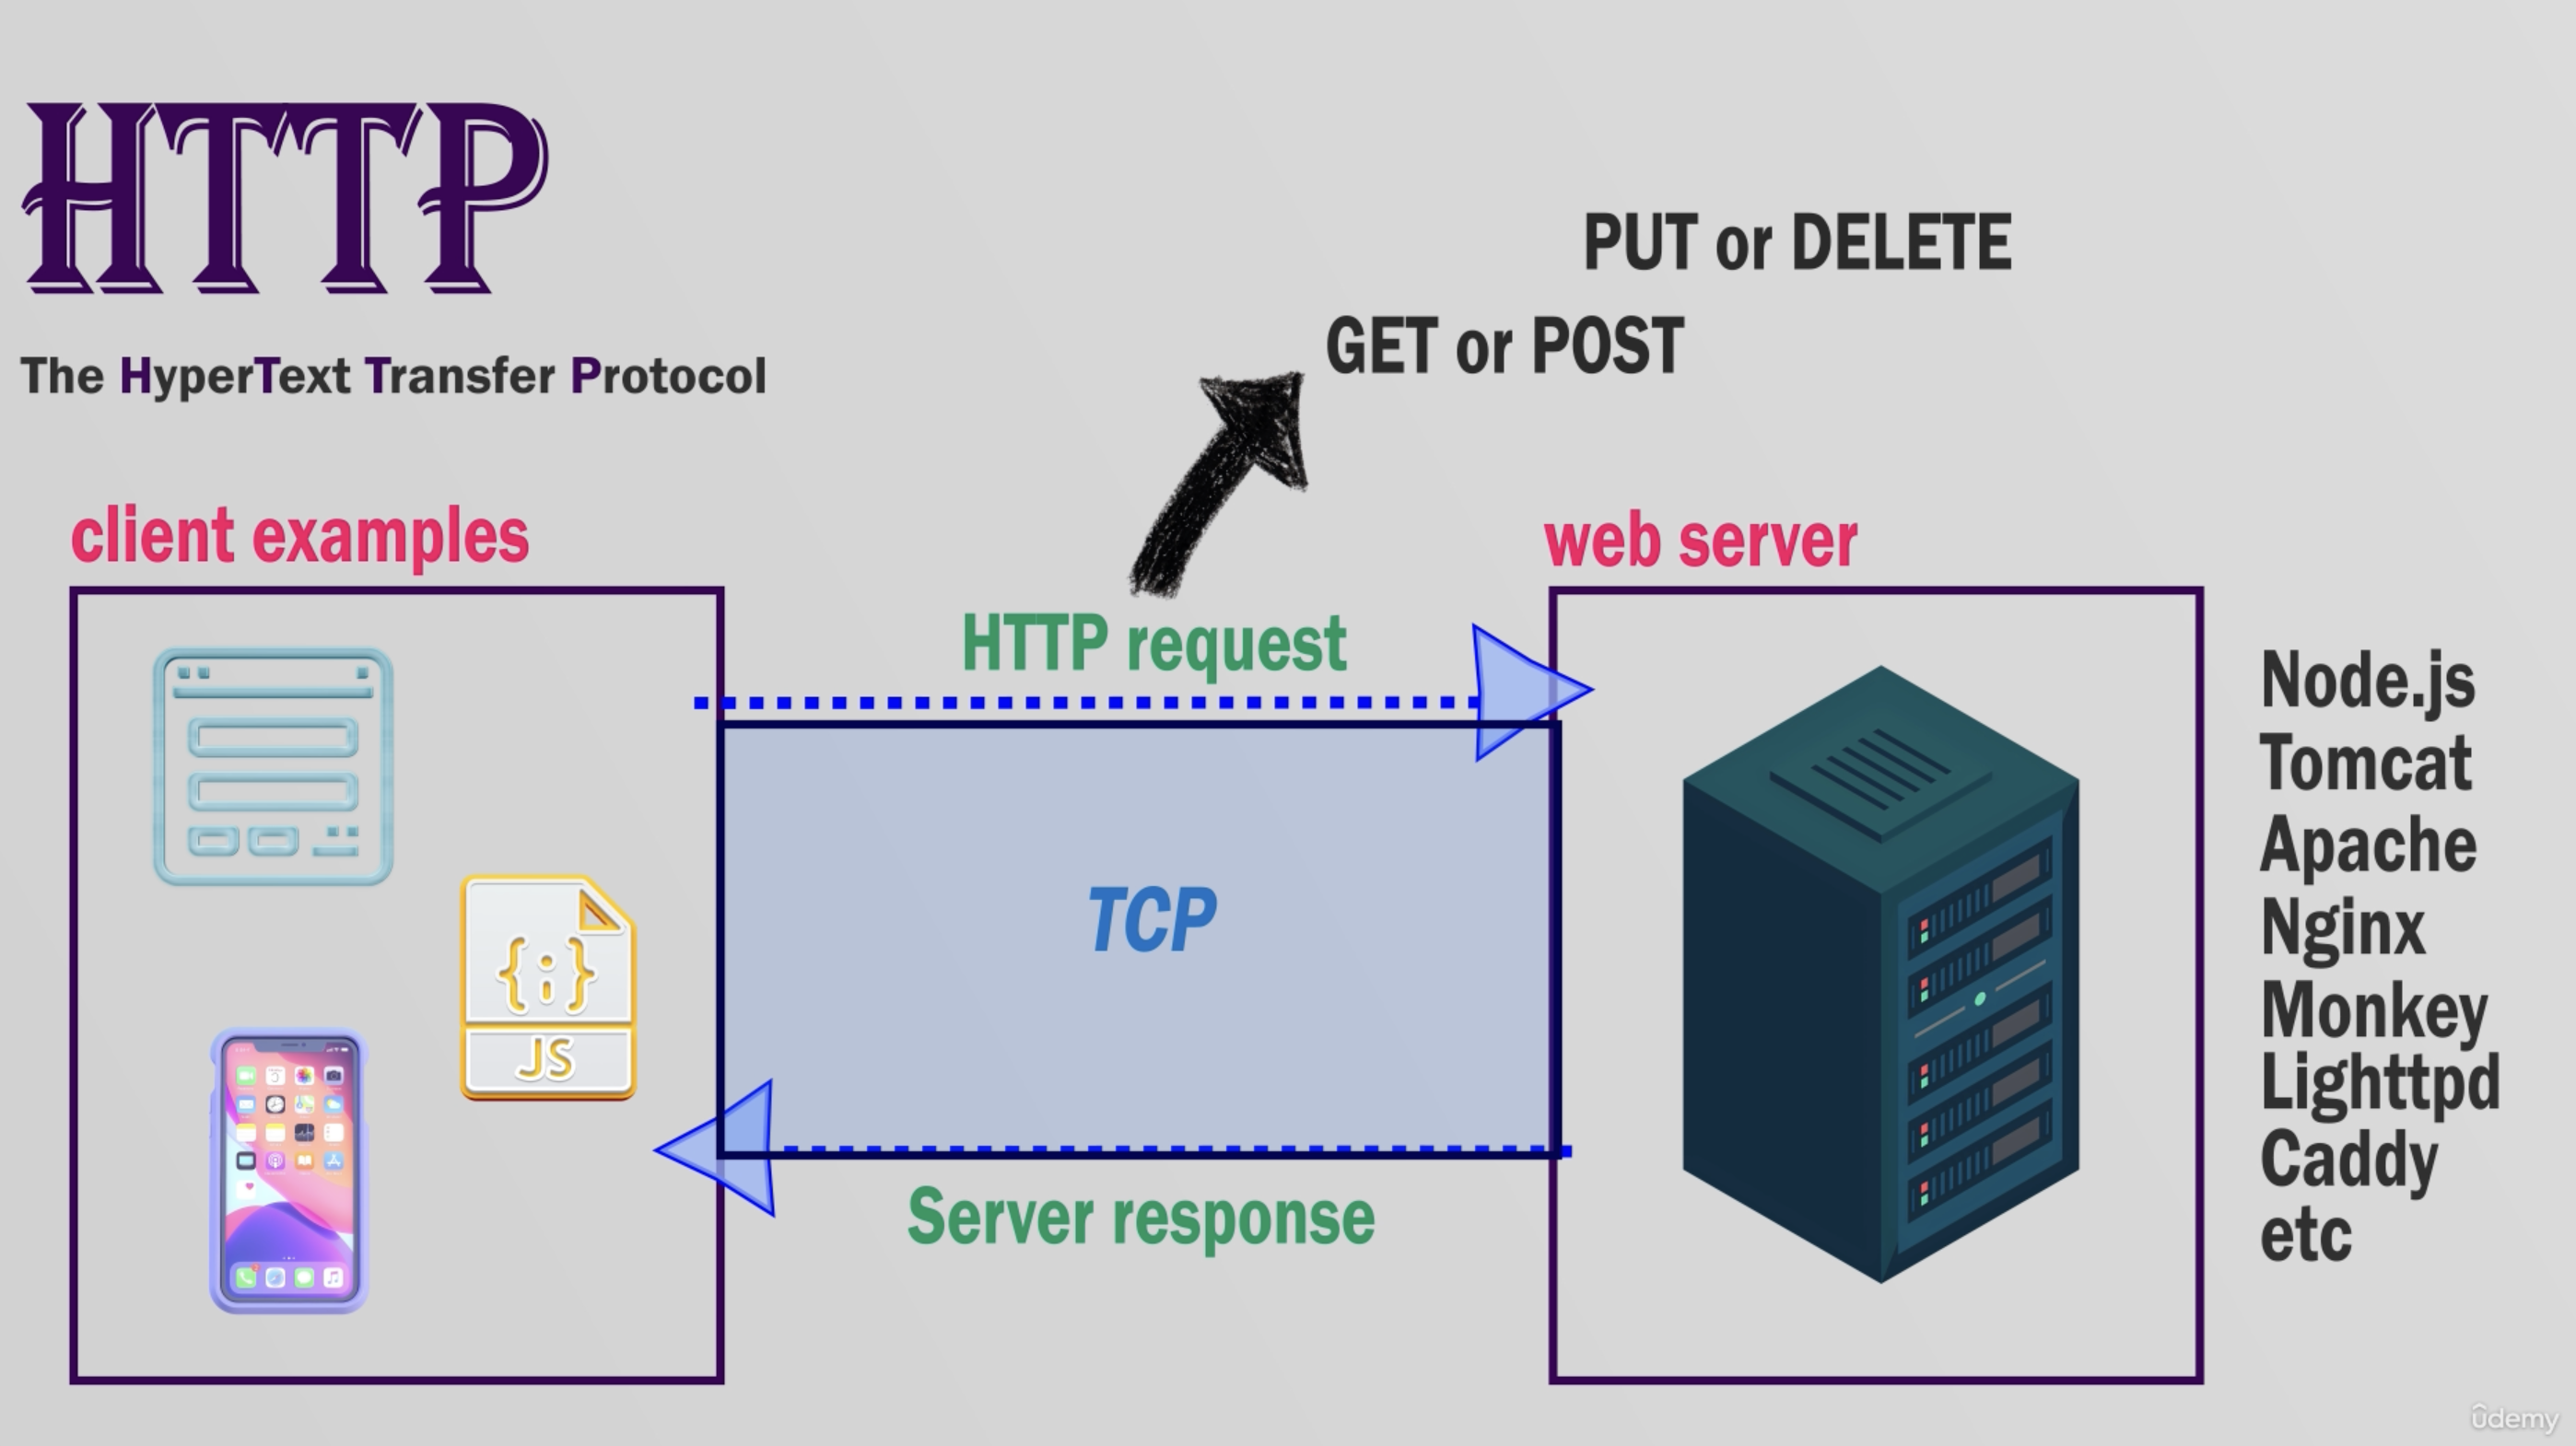 HTTP
The HyperText Transfer Protocol
PUT or DELETE
GET or POST
client examples
web server
HTTP request
TCP
JS
Server response
Node.js
Tomcat
Apache
Nginx
Monkey
Lighttpd
Caddy
etc
ûdemy